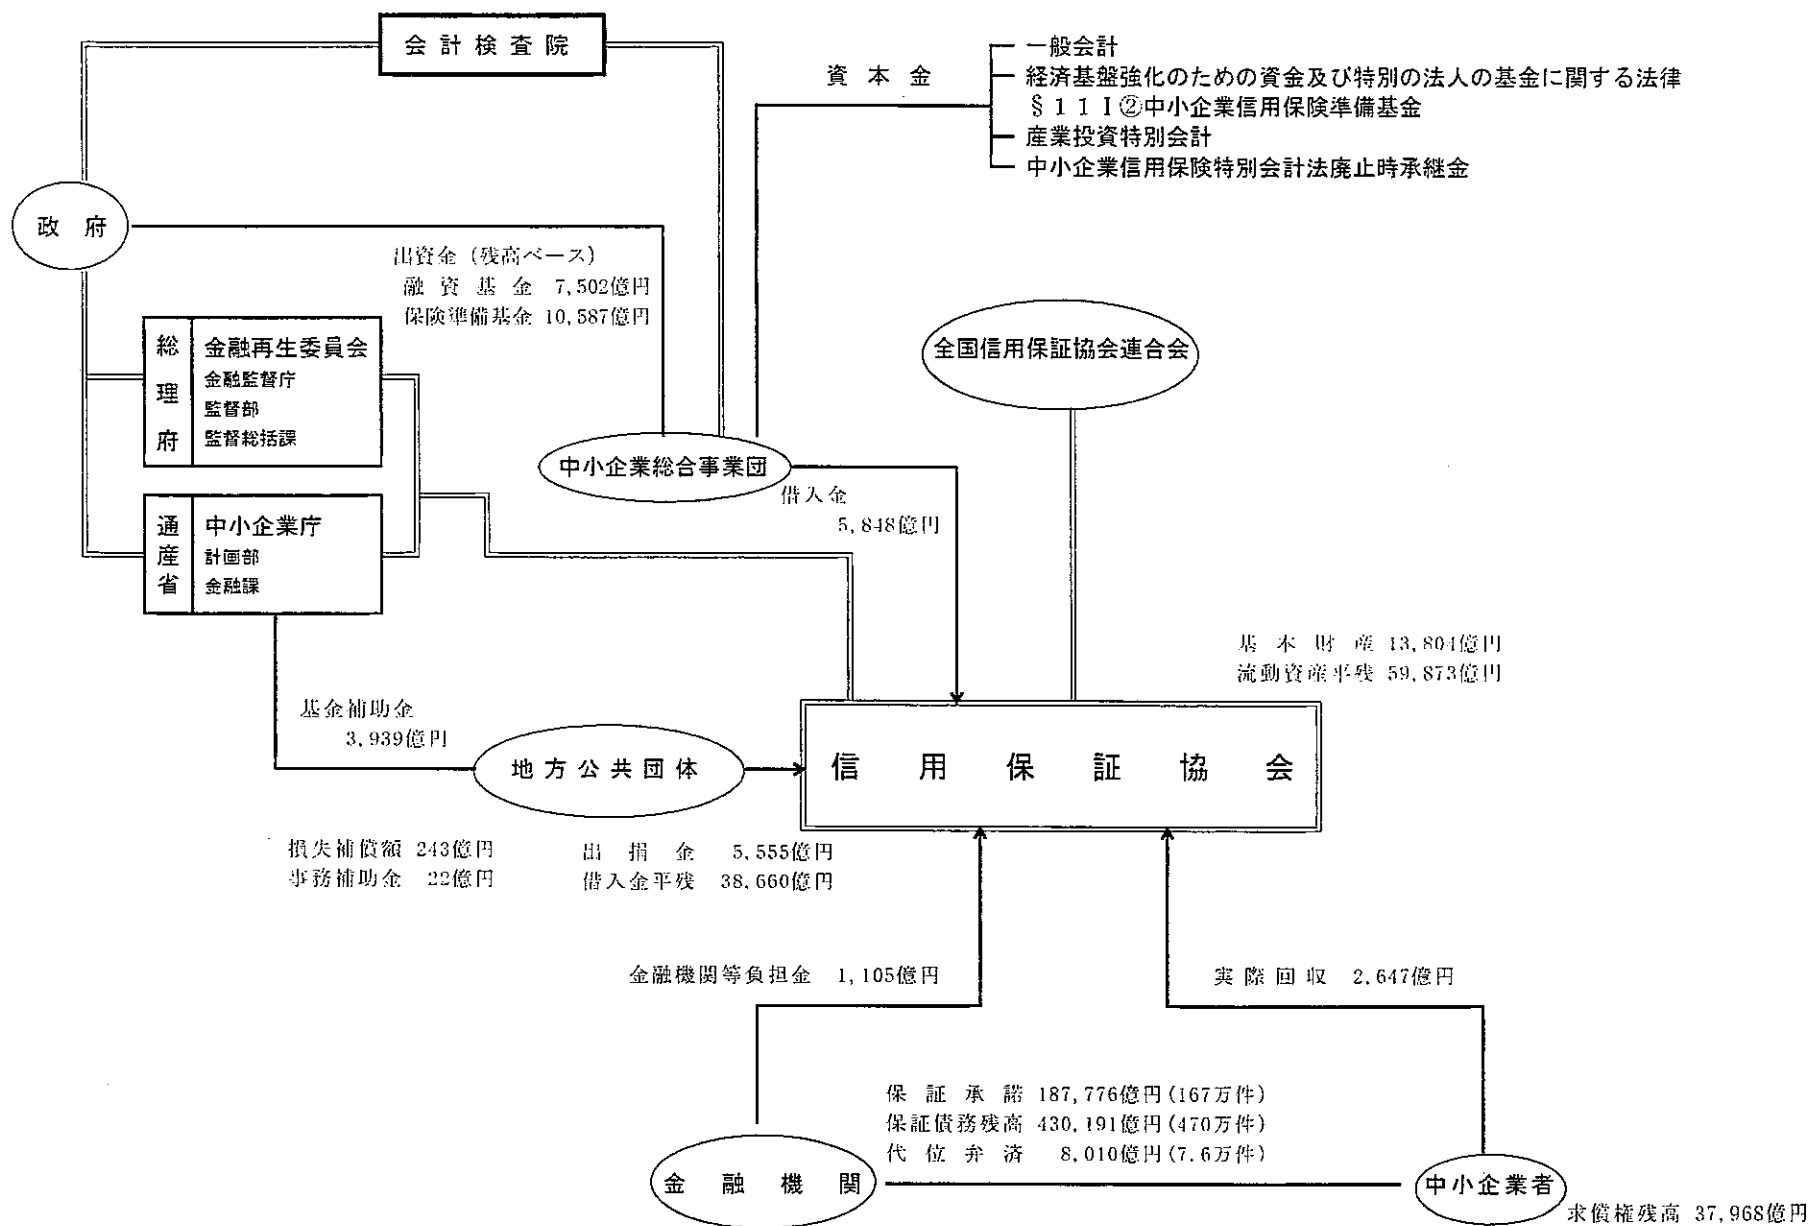 会計検査院
資本金
一般会計
経済基盤強化のための資金及び特別の法人の基金に関する法律
§11Ⅰ②中小企業信用保険準備基金
産業投資特別会計
中小企業信用保険特別会計法廃止時承継金
政府
出資金（残高ベース）
融資基金 7,502億円
保険準備基金 10,587億円
総理府
金融再生委員会
金融監督庁
監督部
監督総括課
全国信用保証協会連合会
中小企業総合事業団
借入金
5,848億円
通産省
中小企業庁
計画部
金融課
基本財産 13,804億円
流動資産平残 59,873億円
基金補助金
3,939億円
地方公共団体
信用保証協会
損失補償額 243億円
事務補助金 22億円
出捐金 5,555億円
借入金平残 38,660億円
金融機関等負担金 1,105億円
実際回収 2,647億円
保証承諾 187,776億円(167万件)
保証債務残高 430,191億円(470万件)
代位弁済 8,010億円(7.6万件)
金融機関
中小企業者
求償権残高 37,968億円